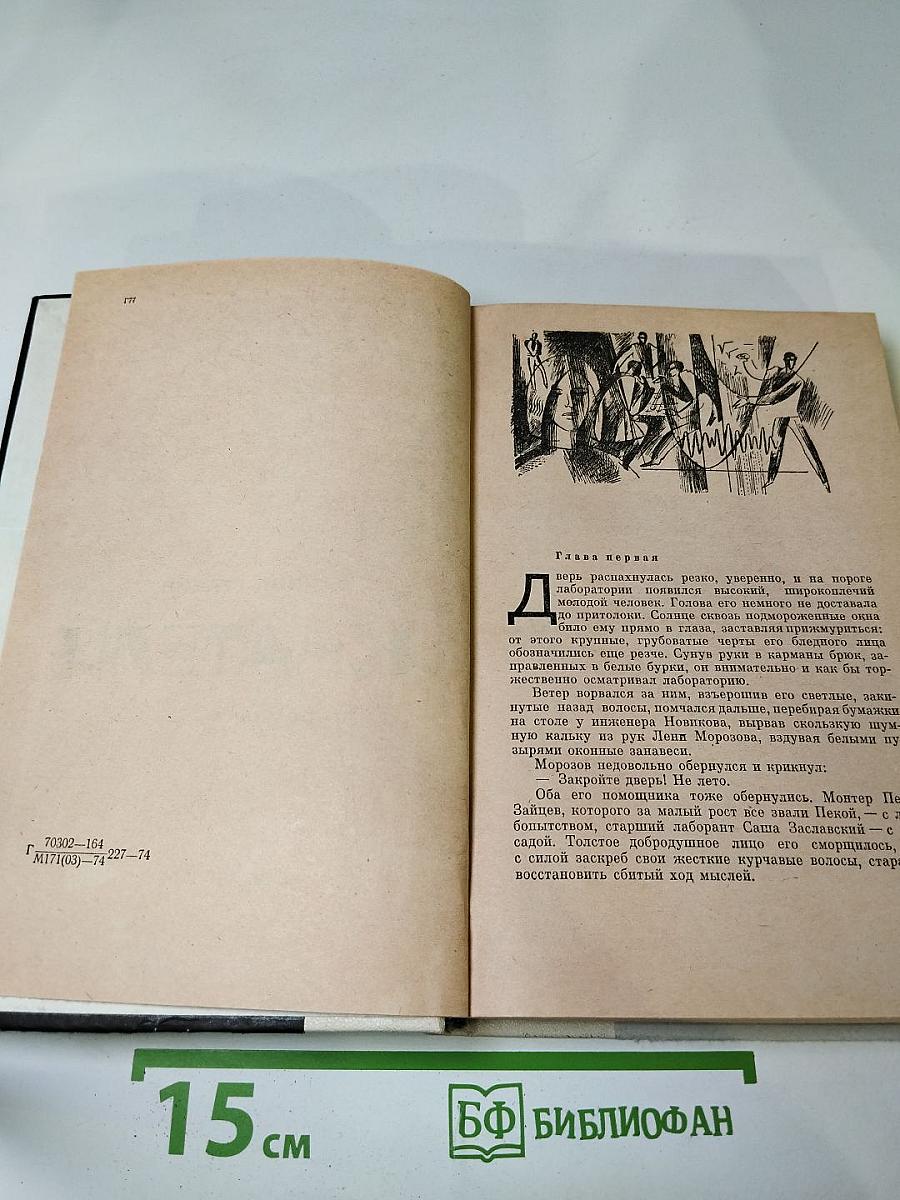 Г77
Г 70302—164
М171(03)—74 227—74
Глава первая
Дверь распахнулась резко, уверенно, и на пороге
лаборатории появился высокий, широкоплечий
молодой человек. Голова его немного не доставала
до притолоки. Солнце сквозь подмороженные окна
било ему прямо в глаза, заставляя прижмуриться:
от этого крупные, грубоватые черты его бледного лица
обозначились еще резче. Сунув руки в карманы брюк, за-
правленных в белые бурки, он внимательно и как бы тор-
жественно осматривал лабораторию.
Ветер ворвался за ним, взъерошив его светлые, заки-
нутые назад волосы, помчался дальше, перебирая бумажки
на столе у инженера Новикова, вырвав скользкую шум-
ную кальку из рук Лени Морозова, вздувая белыми пу
зырями оконные занавеси.
Морозов недовольно обернулся и крикнул:
— Закройте дверь! Не лето.
Оба его помощника тоже обернулись. Монтер Пе
Зайцев, которого за малый рост все звали Пекой, — с л
бопытством, старший лаборант Саша Заславский — с
садой. Толстое добродушное лицо его сморщилось,
с силой заскреб свои жесткие курчавые волосы, стара
восстановить сбитый ход мыслей.
15 см
БФ БИБЛИОФАН